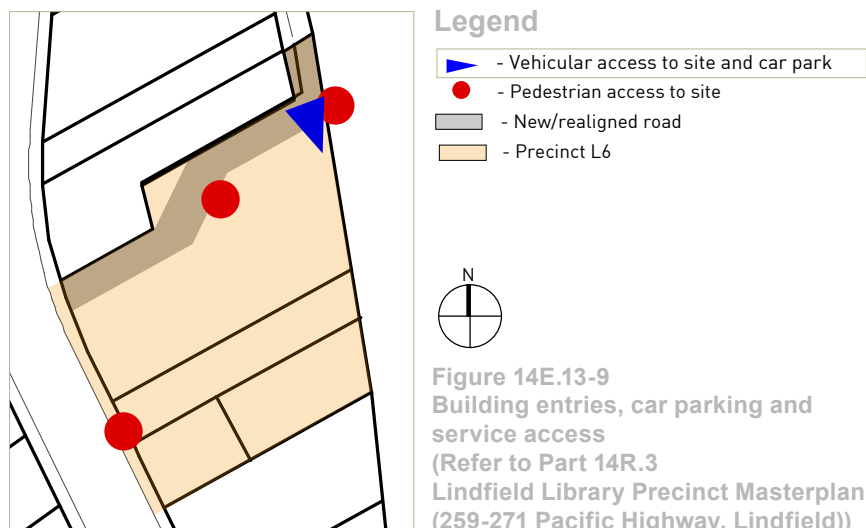 Legend
- Vehicular access to site and car park
- Pedestrian access to site
- New/realigned road
- Precinct L6
N
Figure 14E.13-9
Building entries, car parking and
service access
(Refer to Part 14R.3
Lindfield Library Precinct Masterplan
(259-271 Pacific Highway, Lindfield))